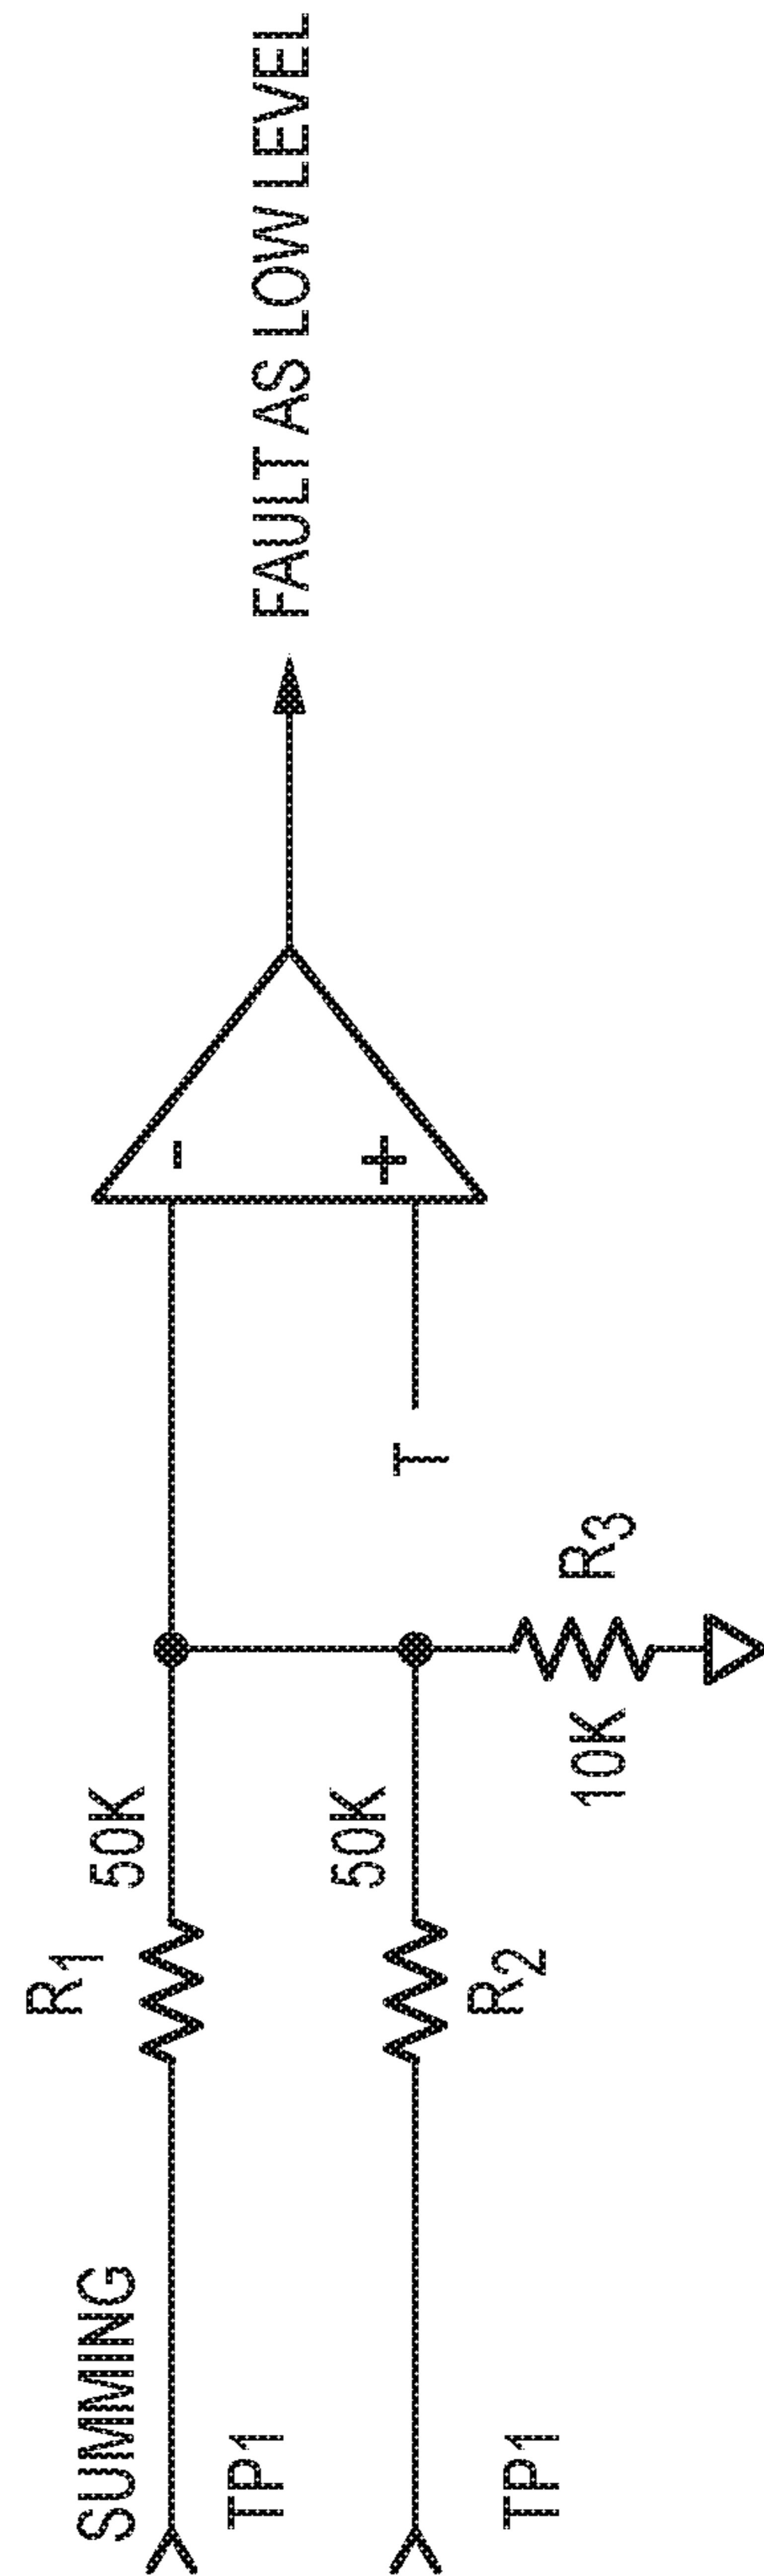 SUMMING
TP1
R1
50K
TP1
R2
50K
10K
R3
T
-
+
FAULT AS LOW LEVEL